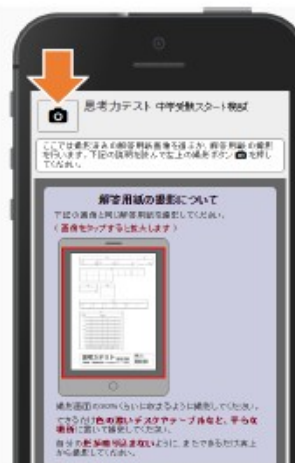 思考力テスト 中学受験スタート模試
ここでは撮影済みの解答用紙画像を選ぶか、解答用紙の撮影
を行います。下記の説明を読んで左上の撮影ボタン を押し
てください。
解答用紙の撮影について
下記の画像と同じ解答用紙を撮影してください。
（画像をタップすると拡大します）
思考力テスト
撮影画面の80%くらいに収まるように撮影してください。
できるだけ色の濃いデスクやテーブルなど、平らな
場所に置いて撮影してください。
自分の影が映り込まないように、またできるだけ真上
から撮影してください。